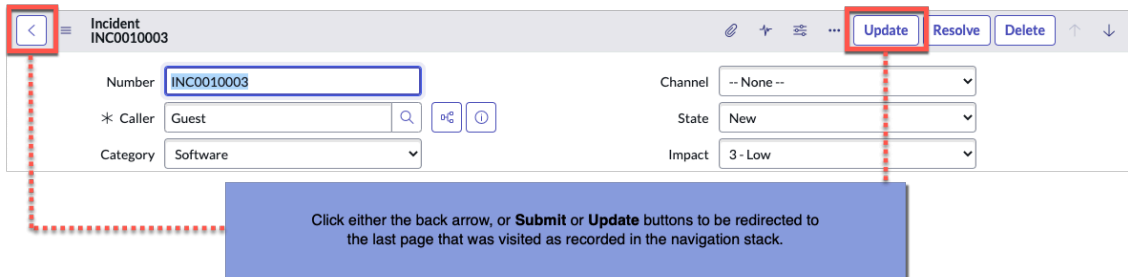 Incident
INC0010003
Update
Resolve
Delete
Number INC0010003
Channel -- None --
✳ Caller Guest
State New
Category Software
Impact 3 - Low
Click either the back arrow, or Submit or Update buttons to be redirected to
the last page that was visited as recorded in the navigation stack.